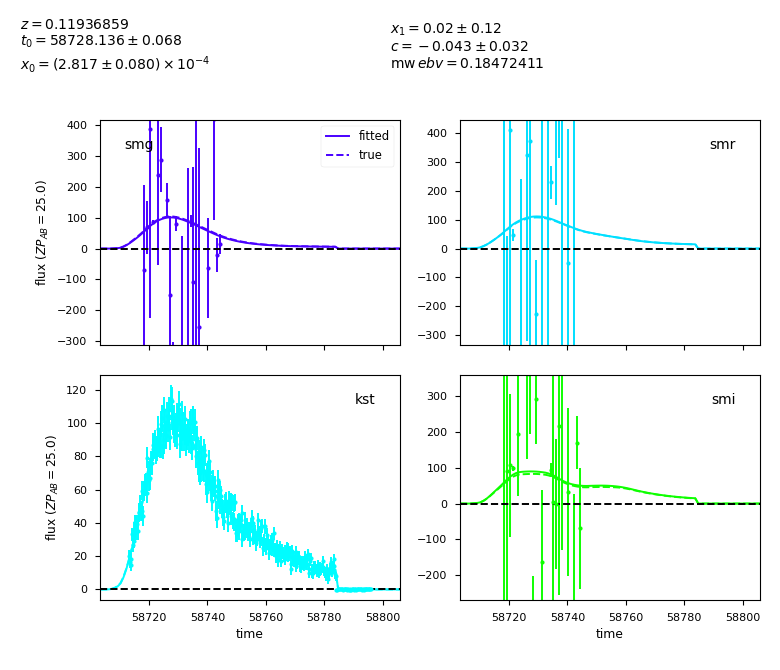 z = 0.11936859
t₀ = 58728.136 ± 0.068
x₀ = (2.817 ± 0.080) × 10⁻⁴
x₁ = 0.02 ± 0.12
c = −0.043 ± 0.032
mw ebv = 0.18472411
smg
fitted
true
400
300
200
100
0
−100
−200
−300
flux (ZP_AB = 25.0)
smr
400
300
200
100
0
−100
−200
−300
kst
120
100
80
60
40
20
0
flux (ZP_AB = 25.0)
58720 58740 58760 58780 58800
time
smi
300
200
100
0
−100
−200
58720 58740 58760 58780 58800
time